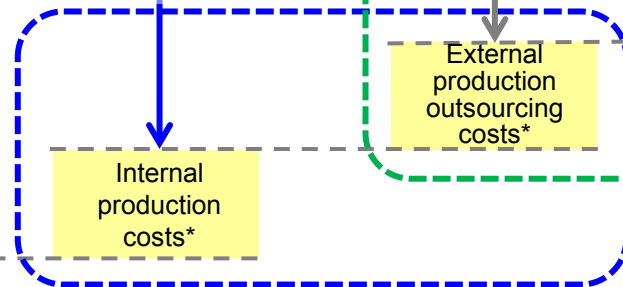 External
production
outsourcing
costs*
Internal
production
costs*